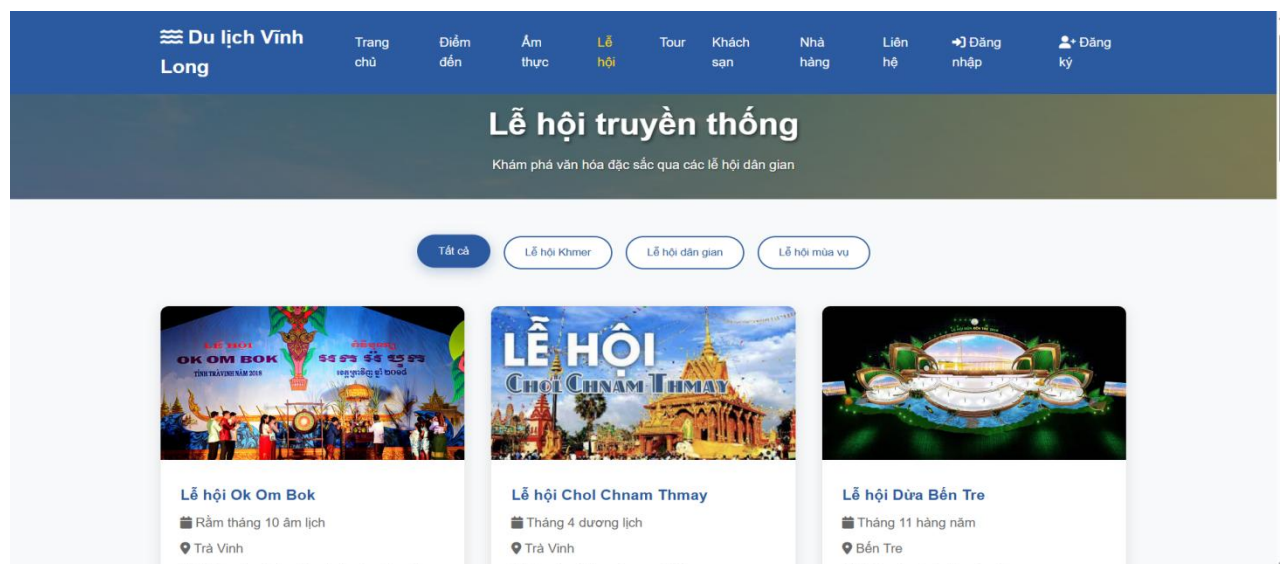 Du lịch Vĩnh
Long
Trang
chủ
Điểm
đến
Ẩm
thực
Lễ
hội
Tour
Khách
sạn
Nhà
hàng
Liên
hệ
Đăng
nhập
Đăng
ký
Lễ hội truyền thống
Khám phá văn hóa đặc sắc qua các lễ hội dân gian
Tất cả
Lễ hội Khmer
Lễ hội dân gian
Lễ hội mùa vụ
LỄ HỘI
OK OM BOK
TỈNH TRÀ VINH NĂM 2018
LỄ HỘI
CHOL CHNAM THMAY
Lễ hội Ok Om Bok
Rằm tháng 10 âm lịch
Trà Vinh
Lễ hội Chol Chnam Thmay
Tháng 4 dương lịch
Trà Vinh
Lễ hội Dừa Bến Tre
Tháng 11 hàng năm
Bến Tre